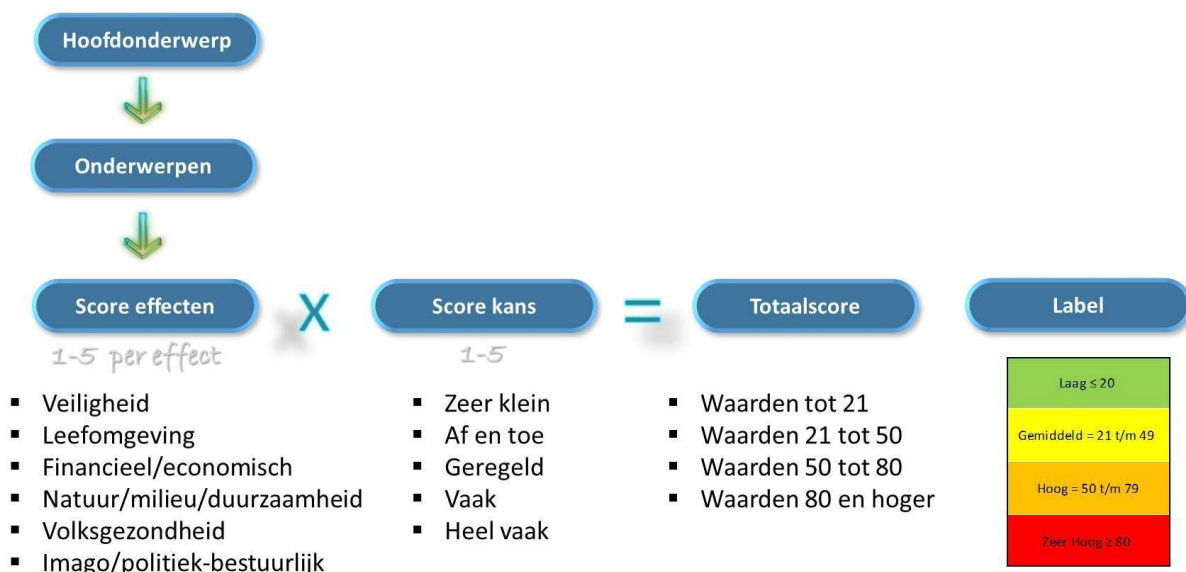 Hoofdonderwerp
Onderwerpen
Score effecten
X
Score kans
=
Totaalscore
Label
1-5 per effect
1-5
▪ Veiligheid
▪ Leefomgeving
▪ Financieel/economisch
▪ Natuur/milieu/duurzaamheid
▪ Volksgezondheid
▪ Imago/politiek-bestuurlijk
▪ Zeer klein
▪ Af en toe
▪ Geregeld
▪ Vaak
▪ Heel vaak
▪ Waarden tot 21
▪ Waarden 21 tot 50
▪ Waarden 50 tot 80
▪ Waarden 80 en hoger
Laag ≤ 20
Gemiddeld = 21 t/m 49
Hoog = 50 t/m 79
Zeer Hoog ≥ 80